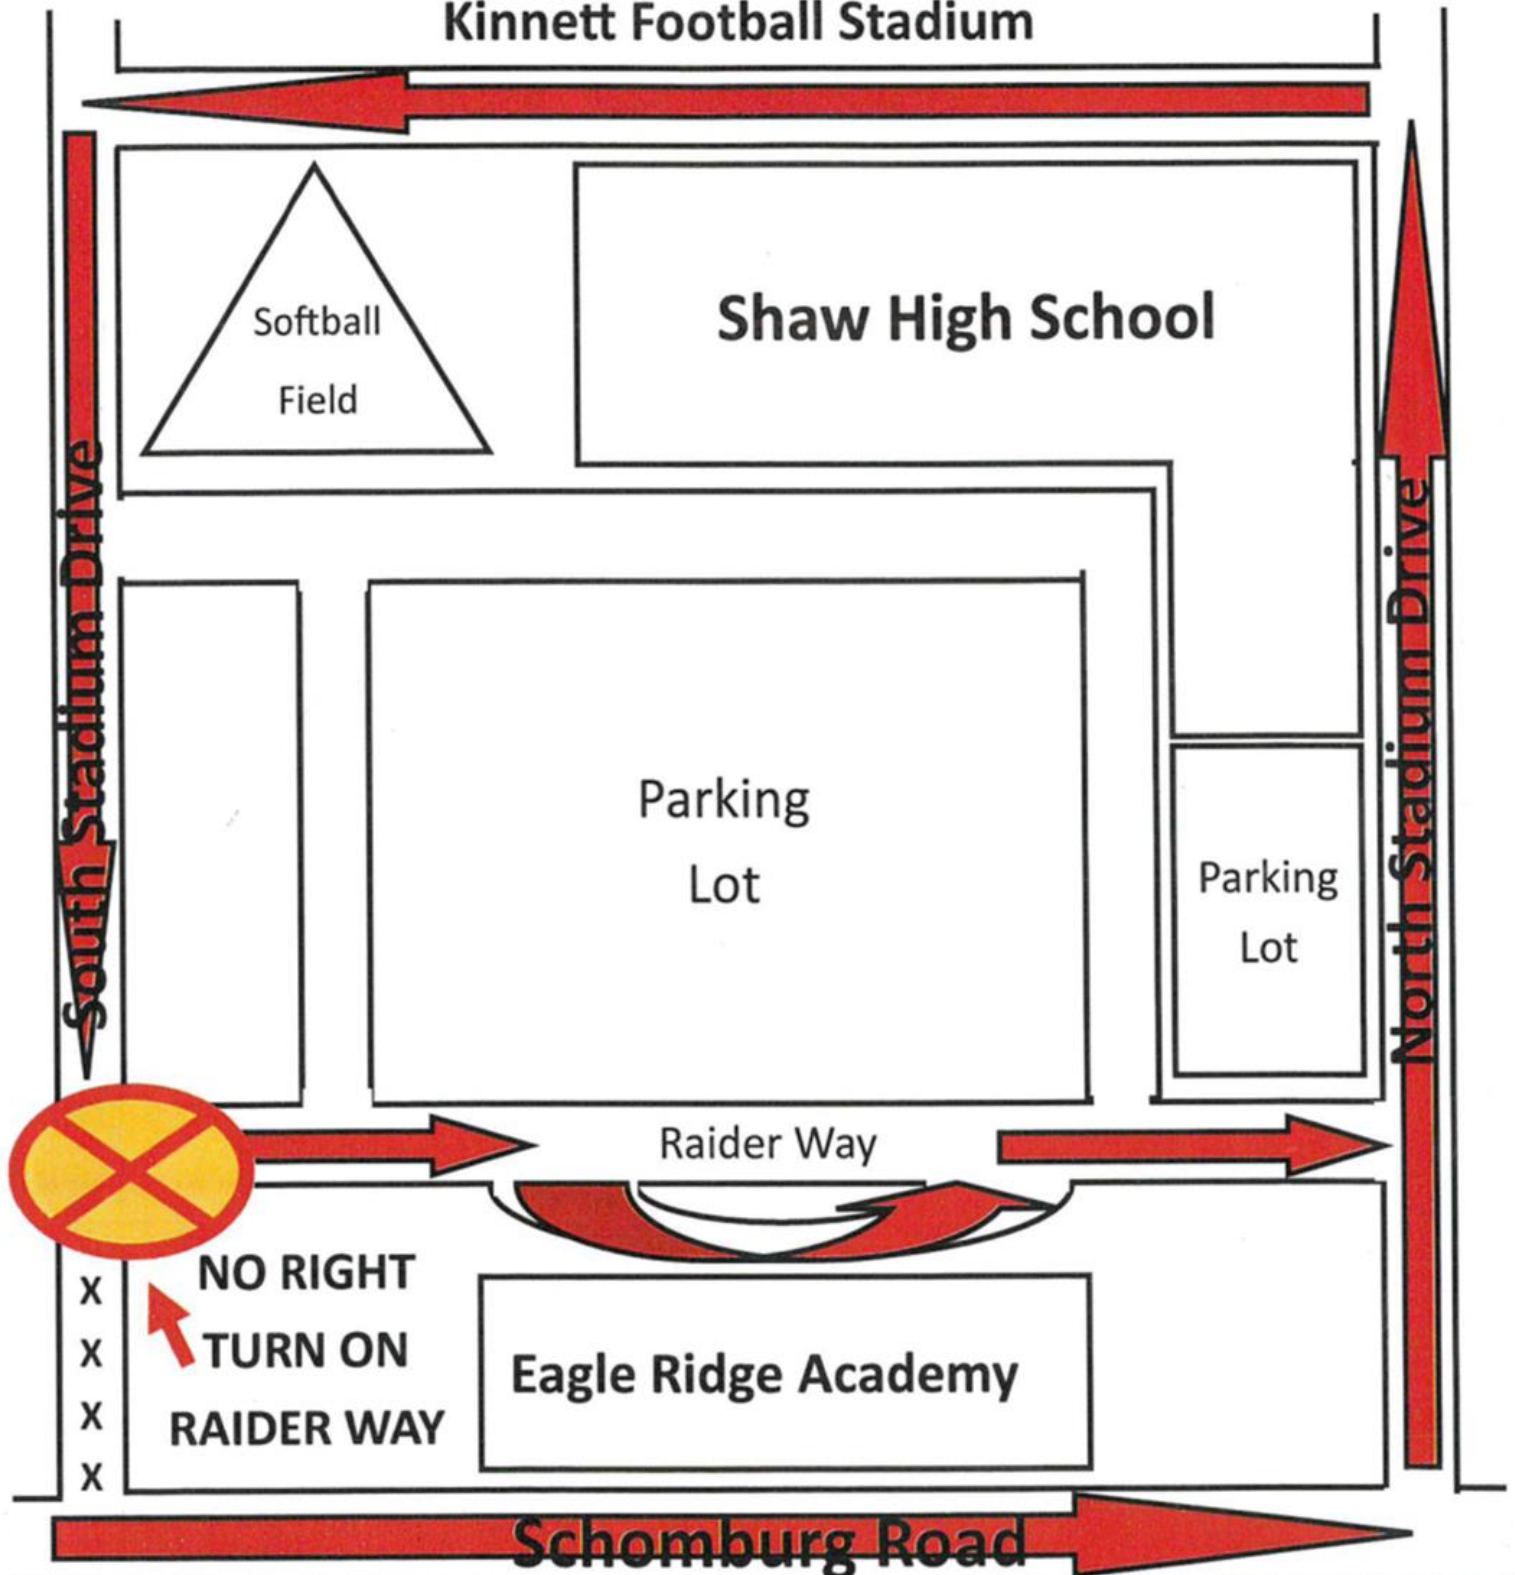 Kinnett Football Stadium
Softball
Field
Shaw High School
South Stadium Drive
North Stadium Drive
Parking
Lot
Parking
Lot
Raider Way
NO RIGHT
TURN ON
RAIDER WAY
X
X
X
X
Eagle Ridge Academy
Schomburg Road